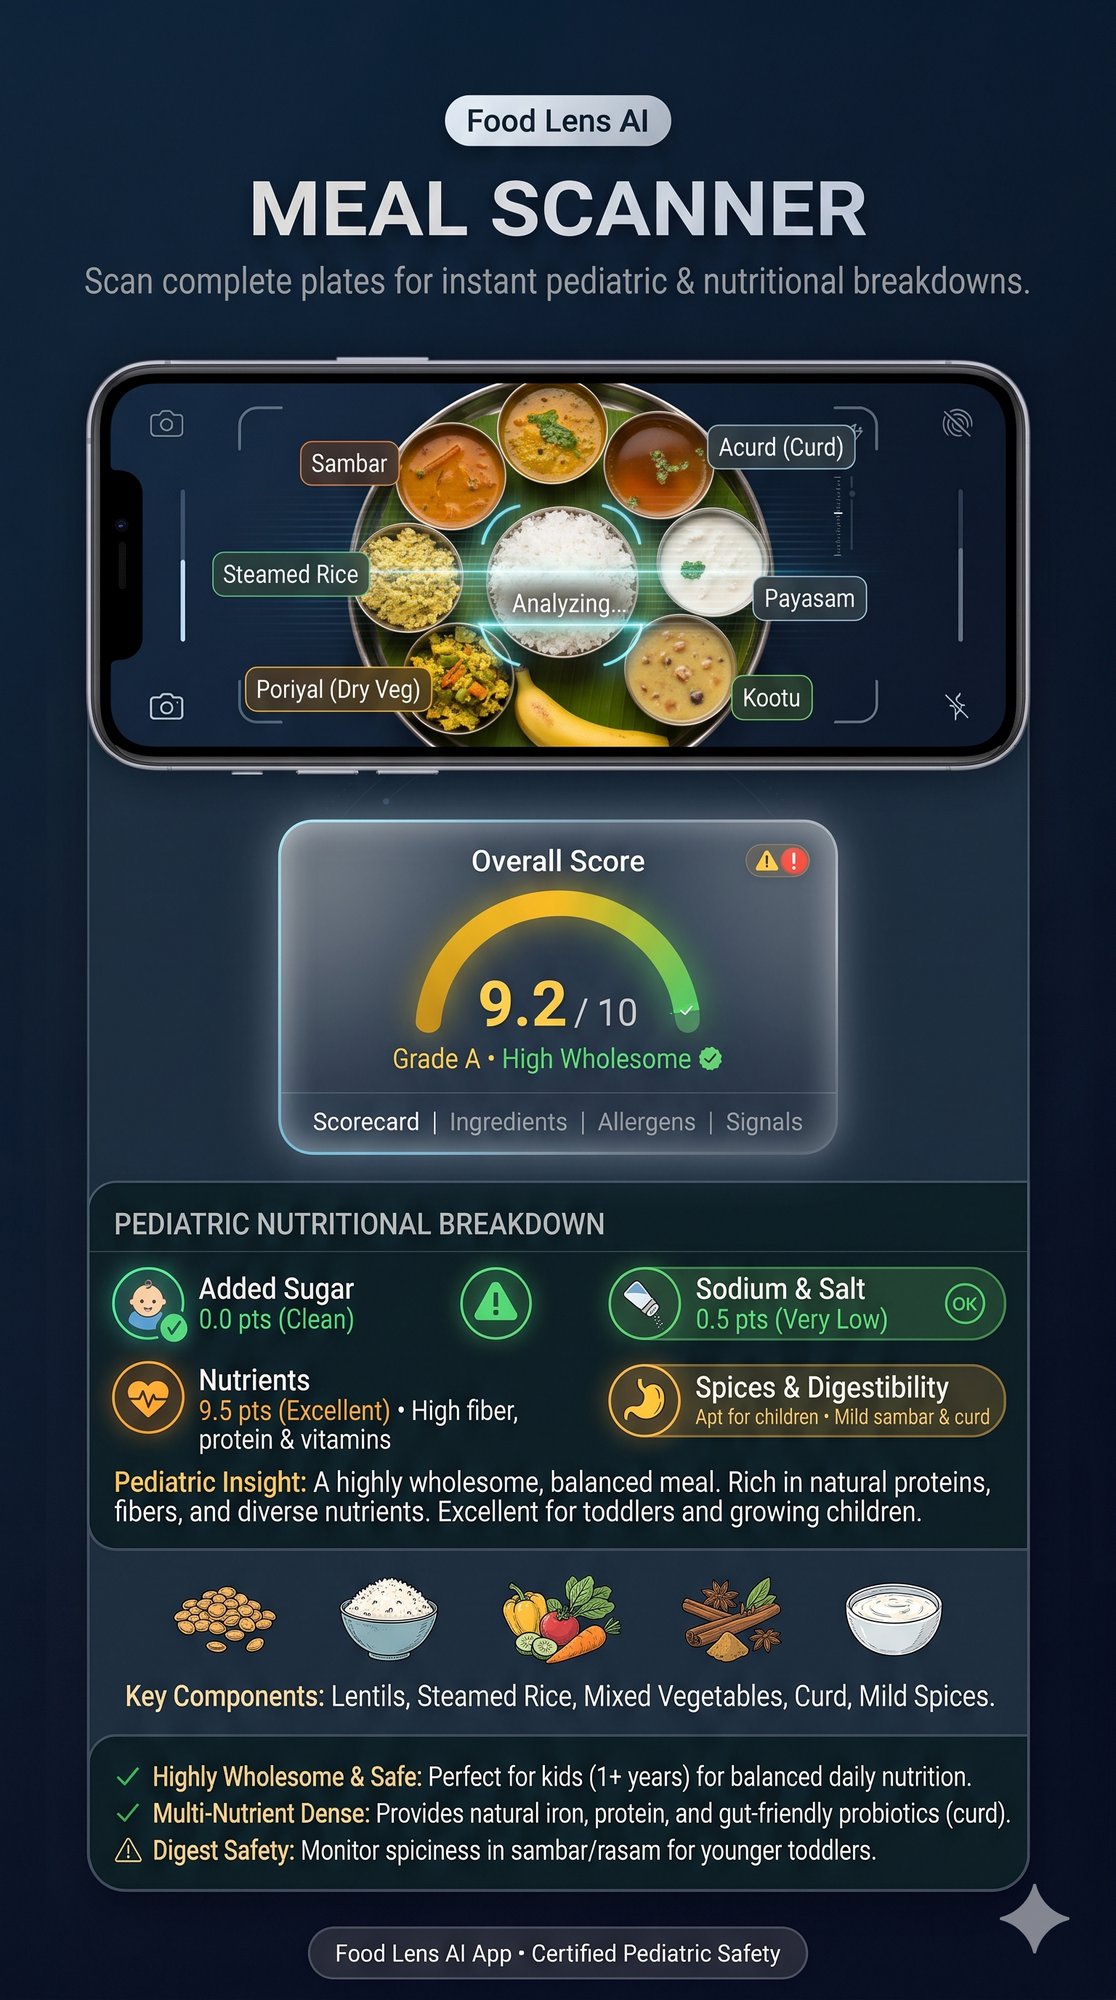 Food Lens AI
MEAL SCANNER
Scan complete plates for instant pediatric & nutritional breakdowns.
Sambar
Acurd (Curd)
Steamed Rice
Analyzing...
Payasam
Poriyal (Dry Veg)
Kootu
Overall Score
9.2 / 10
Grade A • High Wholesome
Scorecard | Ingredients | Allergens | Signals
PEDIATRIC NUTRITIONAL BREAKDOWN
Added Sugar
0.0 pts (Clean)
Sodium & Salt
0.5 pts (Very Low)
OK
Nutrients
9.5 pts (Excellent) • High fiber,
protein & vitamins
Spices & Digestibility
Apt for children • Mild sambar & curd
Pediatric Insight: A highly wholesome, balanced meal. Rich in natural proteins,
fibers, and diverse nutrients. Excellent for toddlers and growing children.
Key Components: Lentils, Steamed Rice, Mixed Vegetables, Curd, Mild Spices.
Highly Wholesome & Safe: Perfect for kids (1+ years) for balanced daily nutrition.
Multi-Nutrient Dense: Provides natural iron, protein, and gut-friendly probiotics (curd).
Digest Safety: Monitor spiciness in sambar/rasam for younger toddlers.
Food Lens AI App • Certified Pediatric Safety